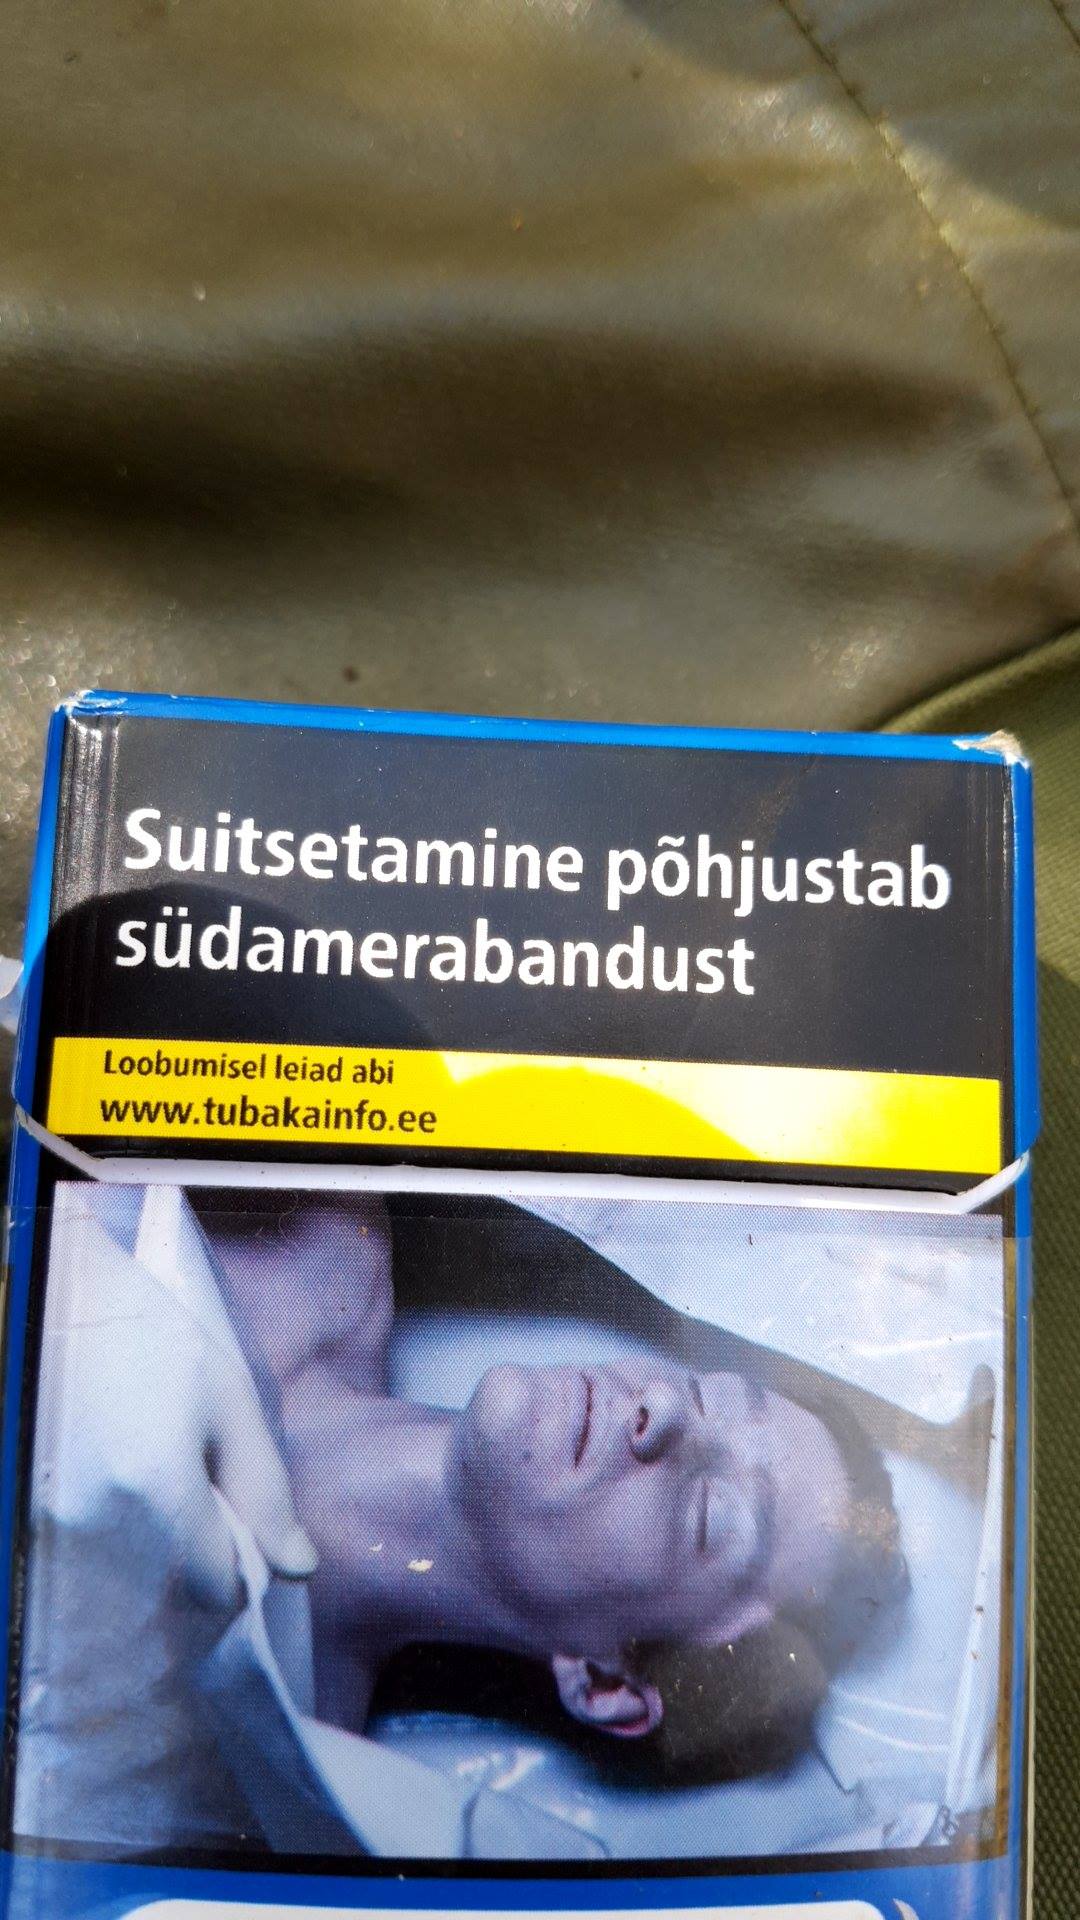 Suitsetamine põhjustab
südamerabandust
Loobumisel leiad abi
www.tubakainfo.ee